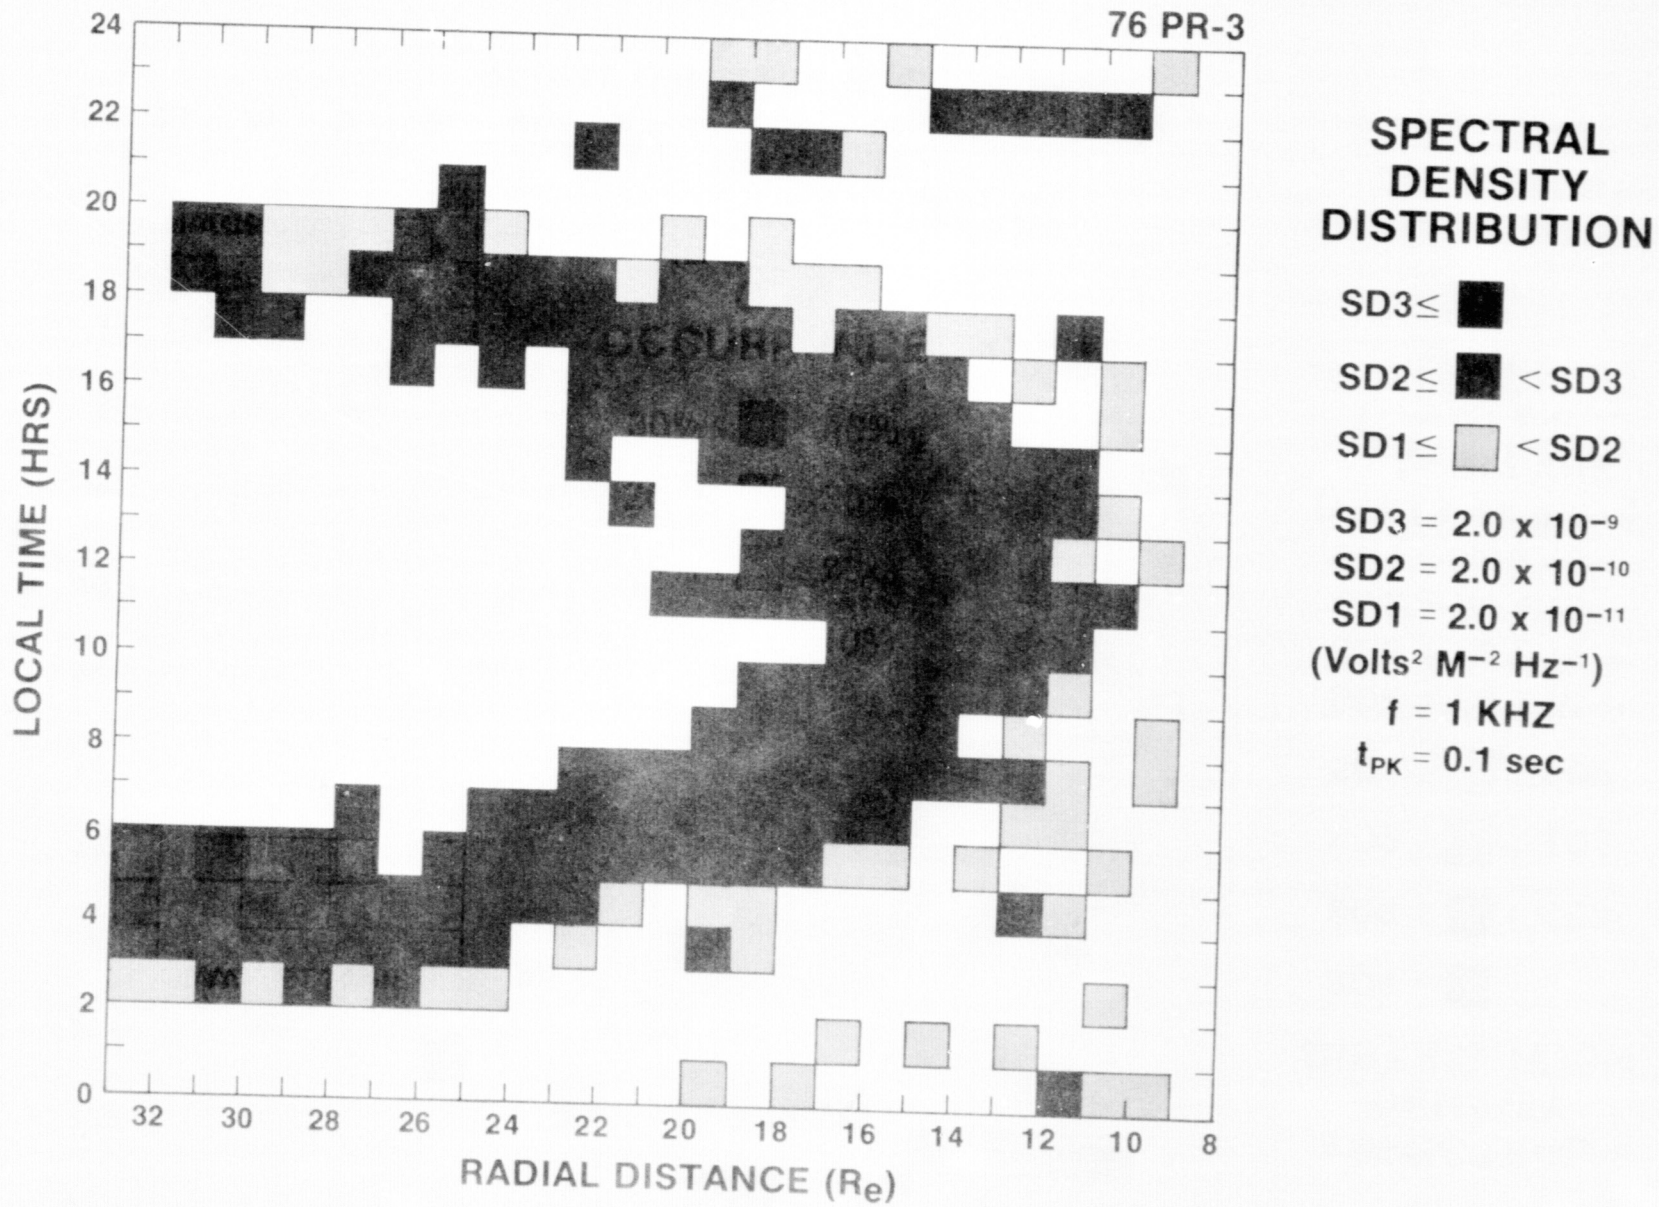 76 PR-3
24
22
20
18
16
14
12
10
8
6
4
2
0
LOCAL TIME (HRS)
32 30 28 26 24 22 20 18 16 14 12 10 8
RADIAL DISTANCE (Re)
SPECTRAL
DENSITY
DISTRIBUTION
SD3≤
SD2≤ < SD3
SD1≤ < SD2
SD3 = 2.0 x 10⁻⁹
SD2 = 2.0 x 10⁻¹⁰
SD1 = 2.0 x 10⁻¹¹
(Volts² M⁻² Hz⁻¹)
f = 1 KHZ
tPK = 0.1 sec